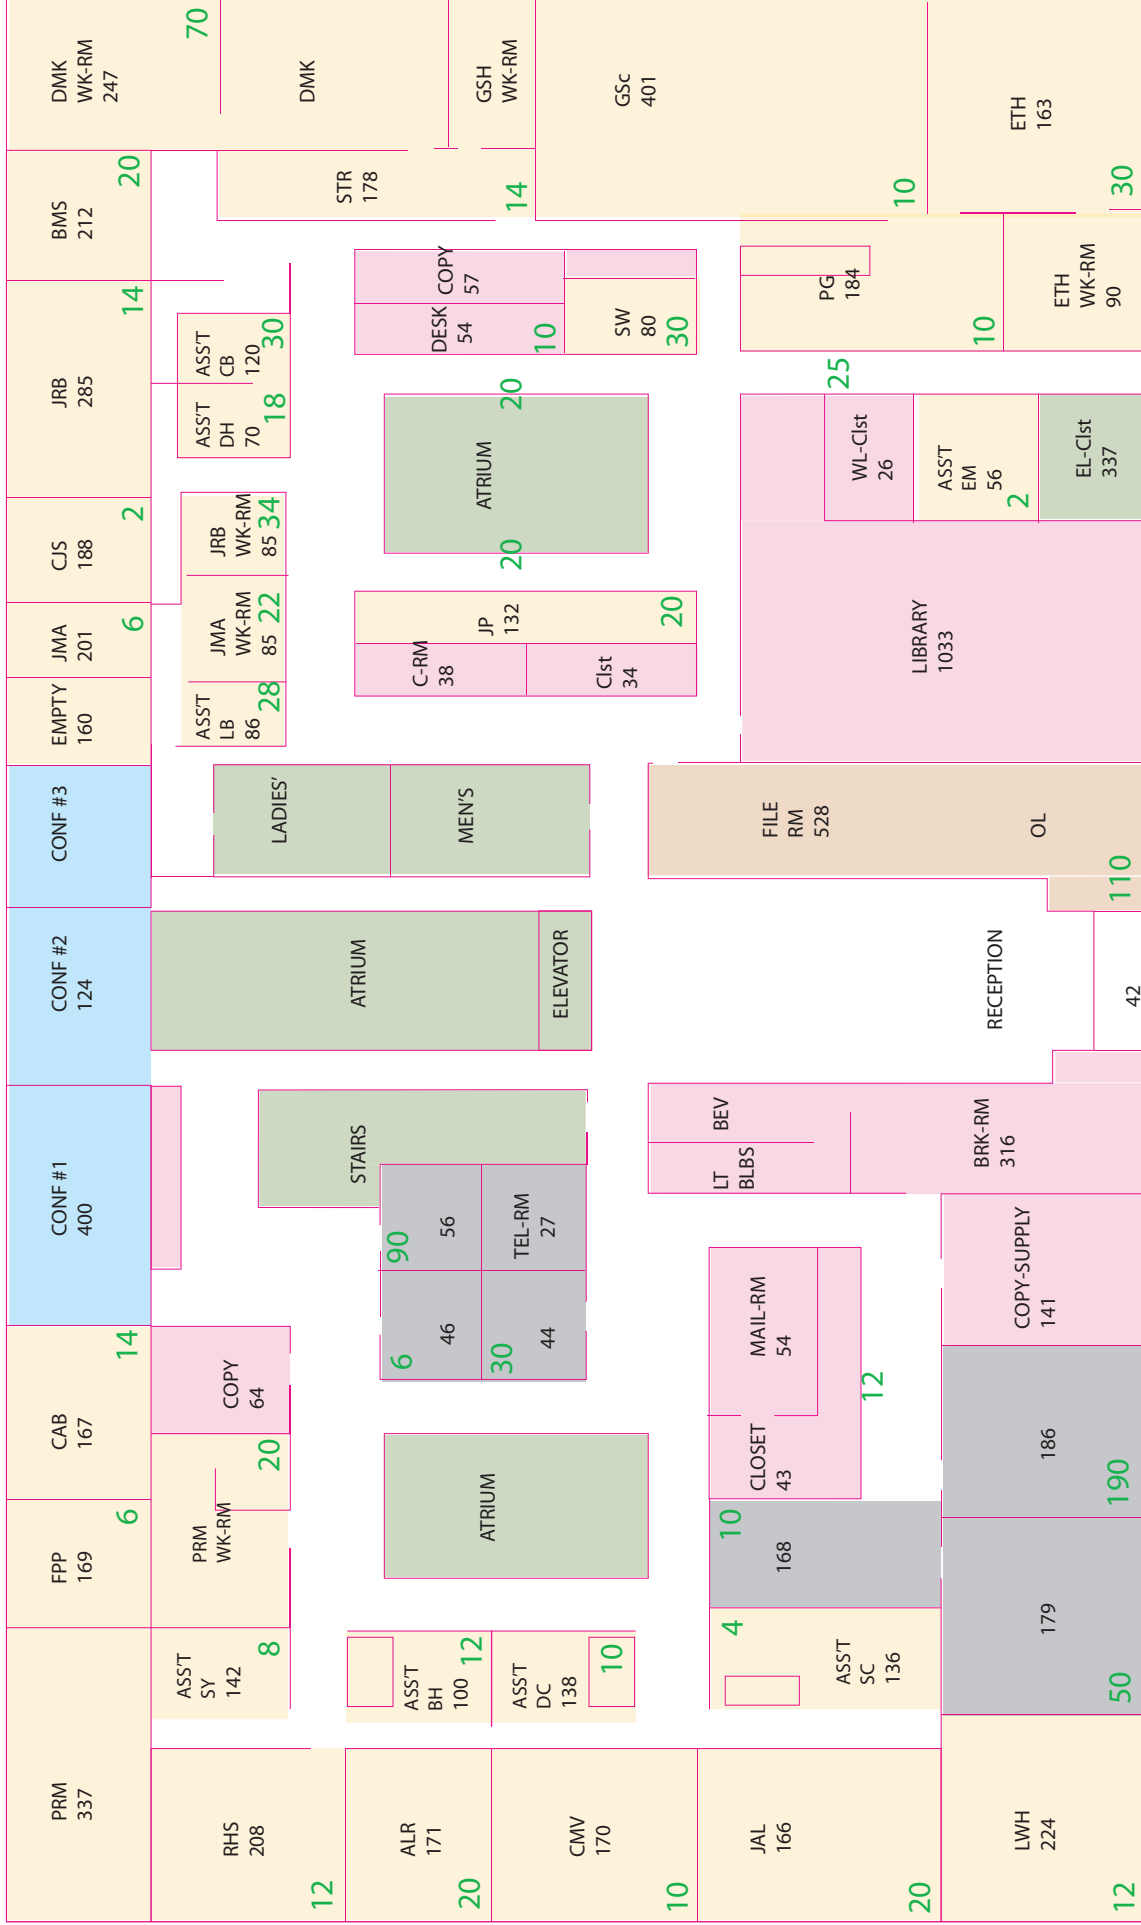 PRM
337
FPP
169
6
CAB
167
14
CONF #1
400
CONF #2
124
CONF #3
EMPTY
160
JMA
201
6
CJS
188
2
JRB
285
14
BMS
212
20
DMK
WK-RM
247
70
ASS'T
SY
142
8
PRM
WK-RM
20
COPY
64
ASS'T
LB
86
28
JMA
WK-RM
85
22
JRB
WK-RM
85
34
ASS'T
DH
70
18
ASS'T
CB
120
30
DMK
RHS
208
12
STAIRS
ATRIUM
LADIES'
STR
178
14
GSH
WK-RM
ALR
171
20
ASS'T
BH
100
12
6
46
90
56
C-RM
38
DESK
54
10
COPY
57
CMV
170
10
ASS'T
DC
138
10
ATRIUM
30
44
TEL-RM
27
ELEVATOR
MEN'S
Clst
34
JP
132
20
20
ATRIUM
20
SW
80
30
GSc
401
10
JAL
166
20
4
ASS'T
SC
136
10
168
CLOSET
43
MAIL-RM
54
12
LT
BLBS
BEV
BRK-RM
316
FILE
RM
528
OL
110
LIBRARY
1033
25
WL-Clst
26
ASS'T
EM
56
2
EL-Clst
337
PG
184
10
ETH
WK-RM
90
ETH
163
30
LWH
224
12
179
50
186
190
COPY-SUPPLY
141
RECEPTION
42